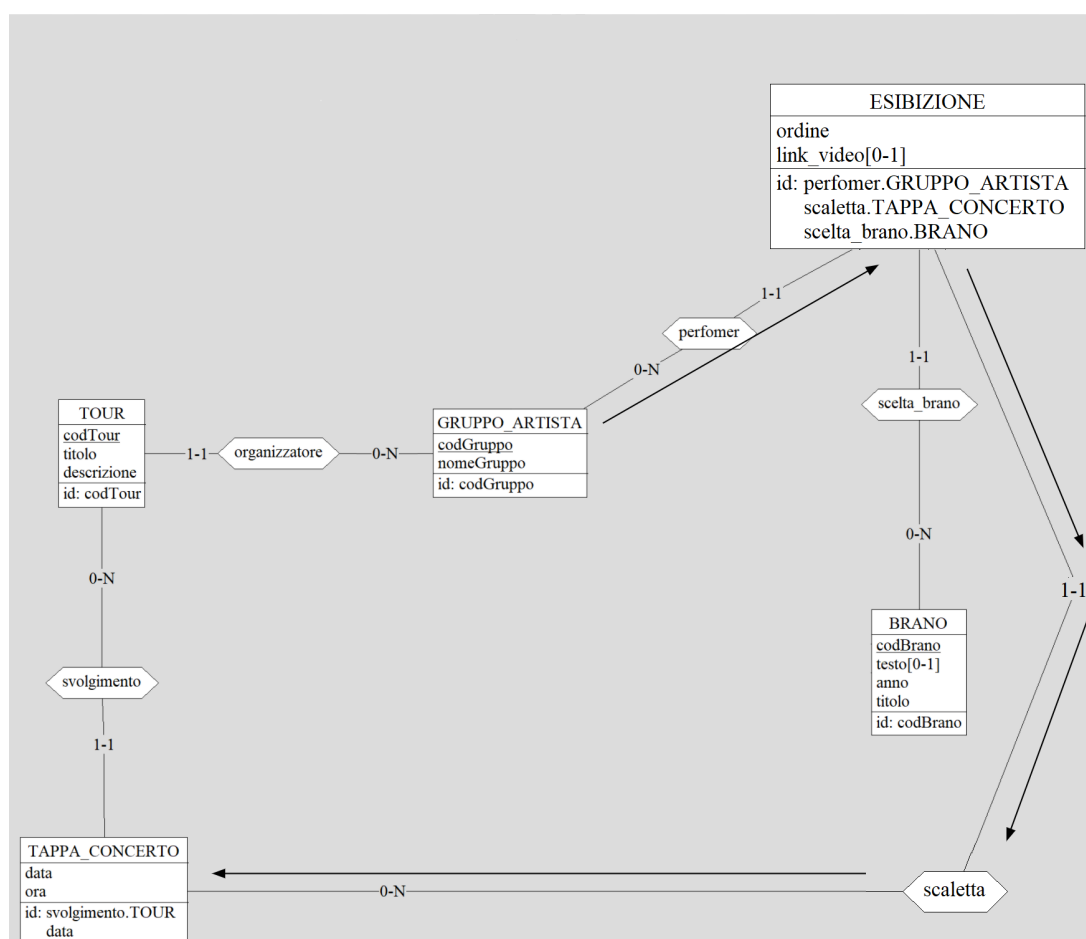 ESIBIZIONE
ordine
link_video[0-1]
id: perfomer.GRUPPO_ARTISTA
scaletta.TAPPA_CONCERTO
scelta_brano.BRANO
1-1
perfomer
0-N
1-1
scelta_brano
TOUR
codTour
titolo
descrizione
id: codTour
1-1
organizzatore
0-N
GRUPPO_ARTISTA
codGruppo
nomeGruppo
id: codGruppo
0-N
0-N
1-1
BRANO
codBrano
testo[0-1]
anno
titolo
id: codBrano
svolgimento
1-1
TAPPA_CONCERTO
data
ora
id: svolgimento.TOUR
data
0-N
scaletta